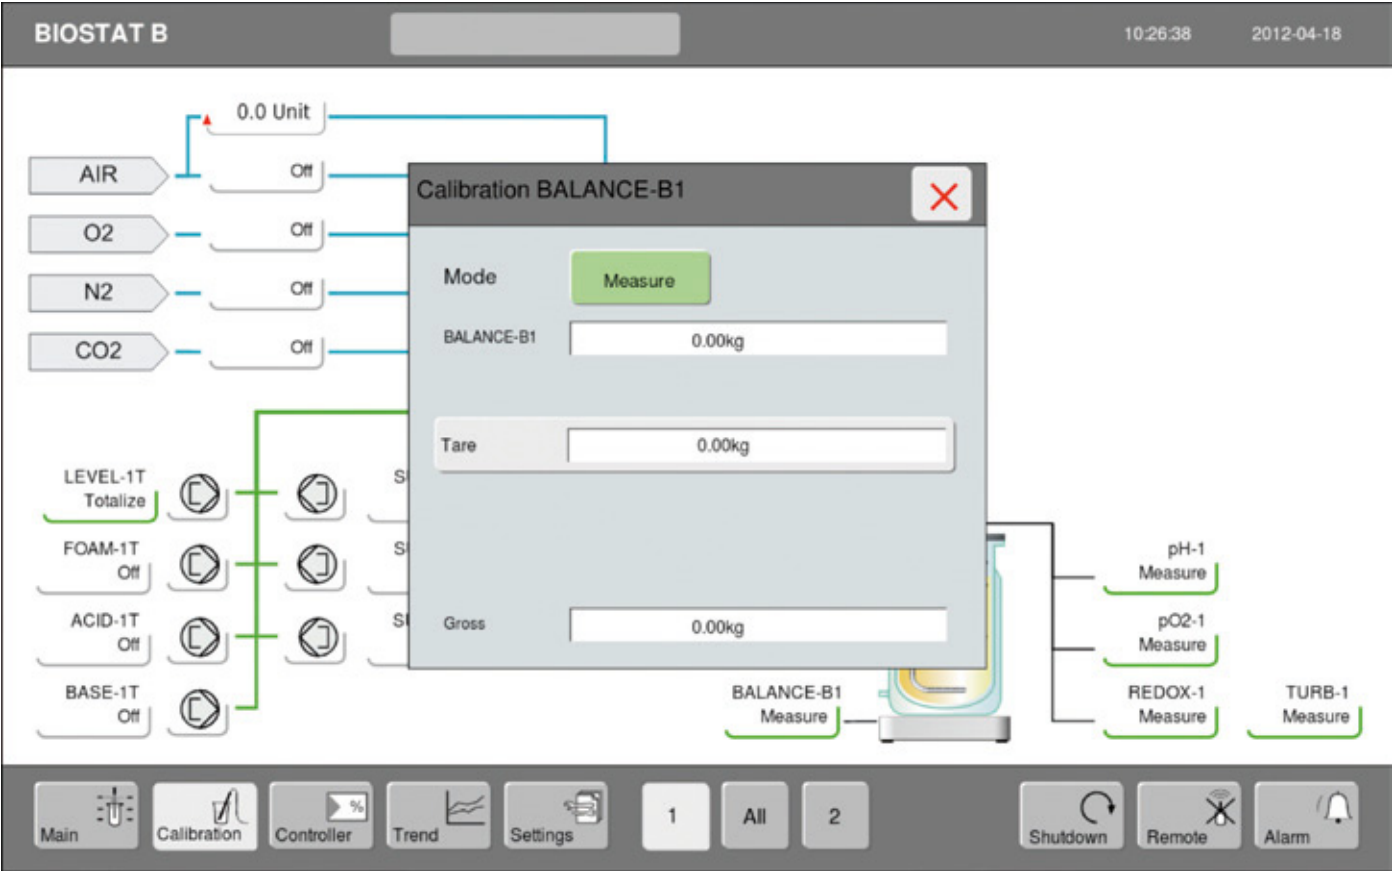 BIOSTAT B
10:26:38
2012-04-18
0.0 Unit
AIR
Off
O2
Off
N2
Off
CO2
Off
Calibration BALANCE-B1
Mode
Measure
BALANCE-B1
0.00kg
Tare
0.00kg
Gross
0.00kg
LEVEL-1T
Totalize
FOAM-1T
Off
ACID-1T
Off
BASE-1T
Off
BALANCE-B1
Measure
pH-1
Measure
pO2-1
Measure
REDOX-1
Measure
TURB-1
Measure
Main
Calibration
%
Controller
Trend
Settings
1
All
2
Shutdown
Remote
Alarm